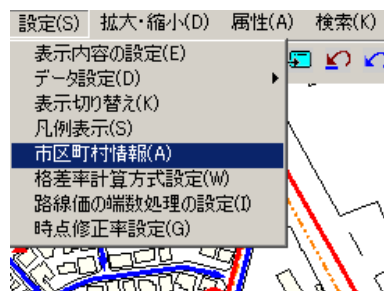 設定(S) 拡大・縮小(D) 属性(A) 検索(K)
表示内容の設定(E)
データ設定(D)
表示切り替え(K)
凡例表示(S)
市区町村情報(A)
格差率計算方式設定(W)
路線価の端数処理の設定(I)
時点修正率設定(G)